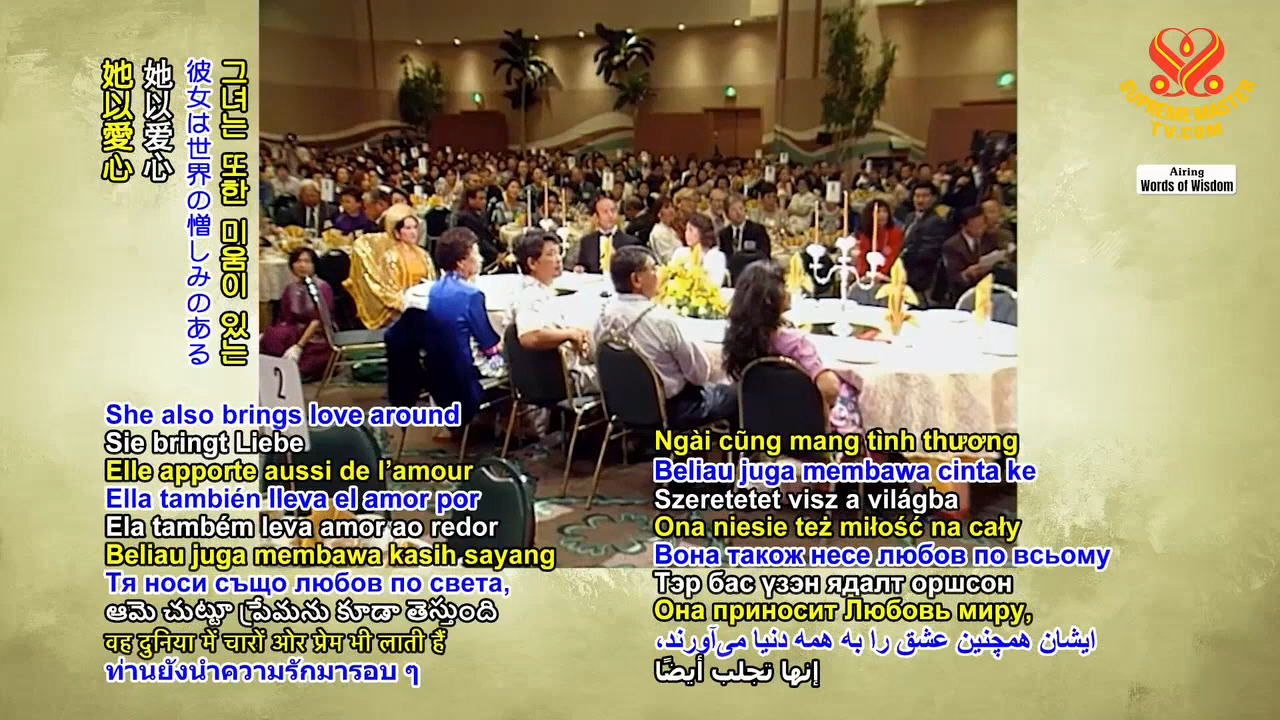 她以愛心
她以爱心
彼女は世界の憎しみのある
그녀는 또한 미움이 있는
SUPREME MASTER
TV.COM
Airing
Words of Wisdom
2
She also brings love around
Sie bringt Liebe
Elle apporte aussi de l’amour
Ella también lleva el amor por
Ela também leva amor ao redor
Beliau juga membawa kasih sayang
Тя носи също любов по света,
ఆమె చుట్టూ ప్రేమను కూడా తెస్తుంది
वह दुनिया में चारों ओर प्रेम भी लाती हैं
ท่านยังนำความรักมารอบ ๆ
Ngài cũng mang tình thương
Beliau juga membawa cinta ke
Szeretetet visz a világba
Ona niesie też miłość na cały
Вона також несе любов по всьому
Тэр бас үзэн ядалт оршсон
Она приносит Любовь миру,
ایشان همچنین عشق را به همه دنیا می‌آورند،
إنها تجلب أيضًا